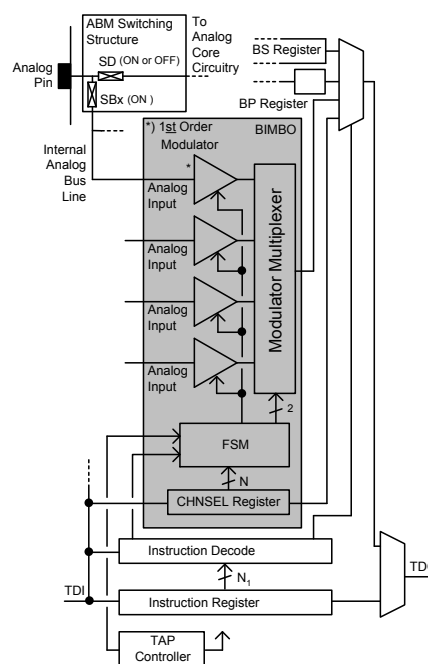 ABM Switching
Structure
SD (ON or OFF)
SBx (ON)
To
Analog
Core
Circuitry
Analog
Pin
BS Register
BP Register
Internal
Analog
Bus
Line
*) 1st Order
Modulator
BIMBO
*
Analog
Input
Analog
Input
Analog
Input
Analog
Input
Modulator Multiplexer
2
FSM
N
CHNSEL Register
Instruction Decode
N1
TDI
Instruction Register
TAP
Controller